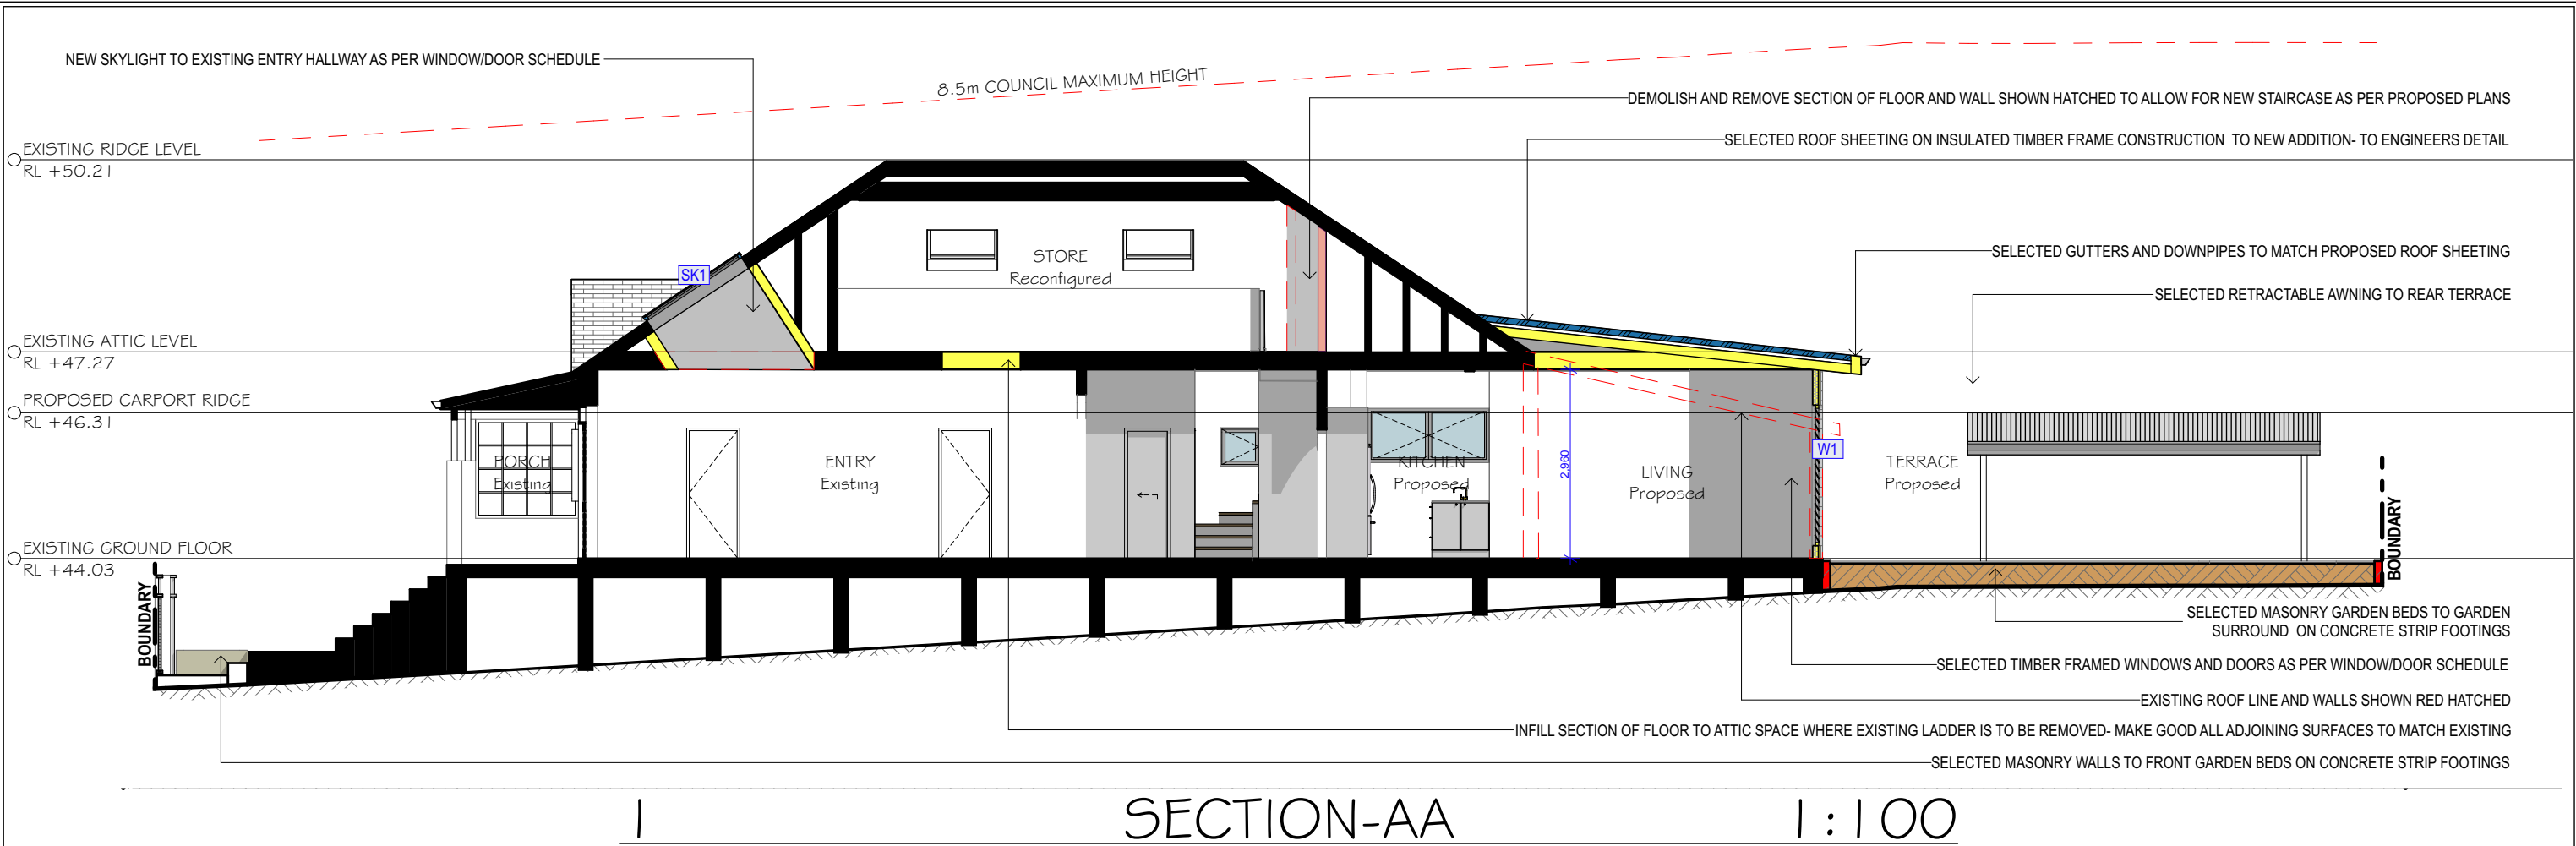 NEW SKYLIGHT TO EXISTING ENTRY HALLWAY AS PER WINDOW/DOOR SCHEDULE
8.5m COUNCIL MAXIMUM HEIGHT
DEMOLISH AND REMOVE SECTION OF FLOOR AND WALL SHOWN HATCHED TO ALLOW FOR NEW STAIRCASE AS PER PROPOSED PLANS
SELECTED ROOF SHEETING ON INSULATED TIMBER FRAME CONSTRUCTION TO NEW ADDITION- TO ENGINEERS DETAIL
EXISTING RIDGE LEVEL
RL +50.21
SELECTED GUTTERS AND DOWNPIPES TO MATCH PROPOSED ROOF SHEETING
STORE
Reconfigured
SK1
SELECTED RETRACTABLE AWNING TO REAR TERRACE
EXISTING ATTIC LEVEL
RL +47.27
PROPOSED CARPORT RIDGE
RL +46.31
PORCH
Existing
ENTRY
Existing
KITCHEN
Proposed
2,960
LIVING
Proposed
W1
TERRACE
Proposed
EXISTING GROUND FLOOR
RL +44.03
BOUNDARY
BOUNDARY
SELECTED MASONRY GARDEN BEDS TO GARDEN
SURROUND ON CONCRETE STRIP FOOTINGS
SELECTED TIMBER FRAMED WINDOWS AND DOORS AS PER WINDOW/DOOR SCHEDULE
EXISTING ROOF LINE AND WALLS SHOWN RED HATCHED
INFILL SECTION OF FLOOR TO ATTIC SPACE WHERE EXISTING LADDER IS TO BE REMOVED- MAKE GOOD ALL ADJOINING SURFACES TO MATCH EXISTING
SELECTED MASONRY WALLS TO FRONT GARDEN BEDS ON CONCRETE STRIP FOOTINGS
1 SECTION-AA 1:100